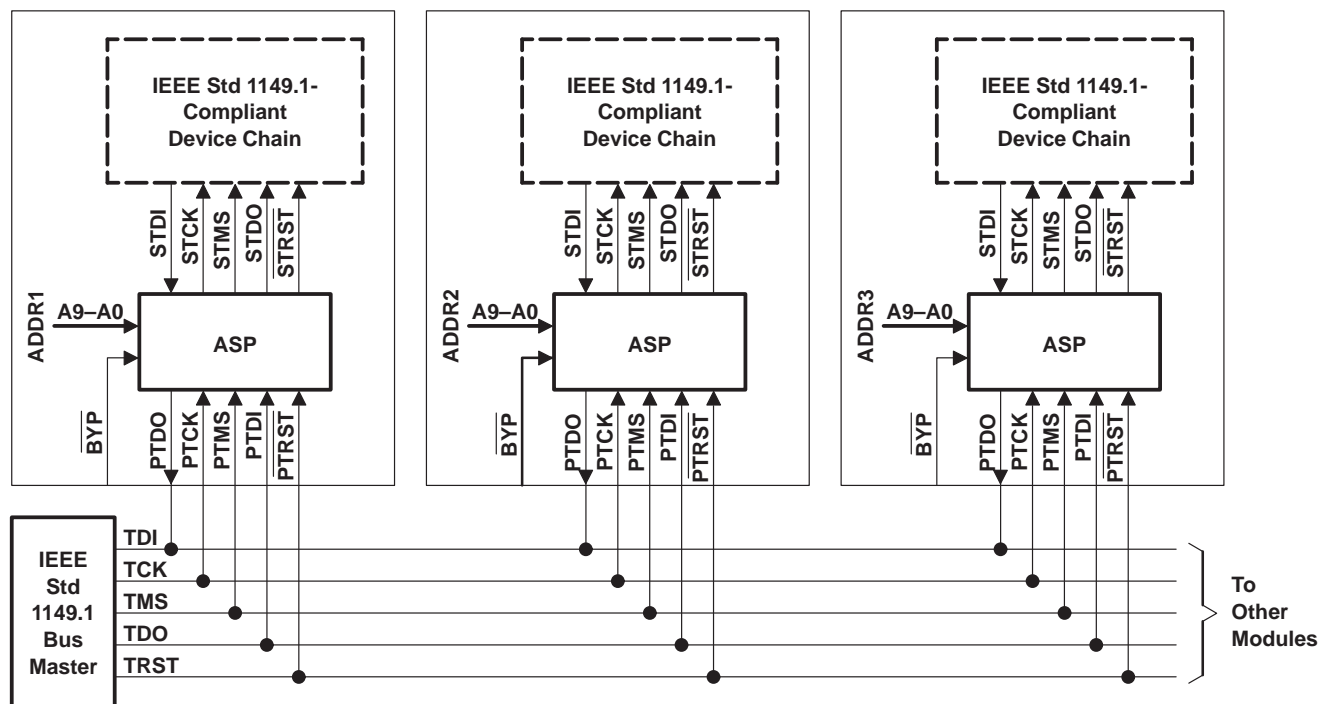 IEEE Std 1149.1-
Compliant
Device Chain
IEEE Std 1149.1-
Compliant
Device Chain
IEEE Std 1149.1-
Compliant
Device Chain
STDI
STCK
STMS
STDO
STRST
STDI
STCK
STMS
STDO
STRST
STDI
STCK
STMS
STDO
STRST
ADDR1
A9–A0
ASP
ADDR2
A9–A0
ASP
ADDR3
A9–A0
ASP
BYP
PTDO
PTCK
PTMS
PTDI
PTRST
BYP
PTDO
PTCK
PTMS
PTDI
PTRST
BYP
PTDO
PTCK
PTMS
PTDI
PTRST
IEEE
Std
1149.1
Bus
Master
TDI
TCK
TMS
TDO
TRST
To
Other
Modules